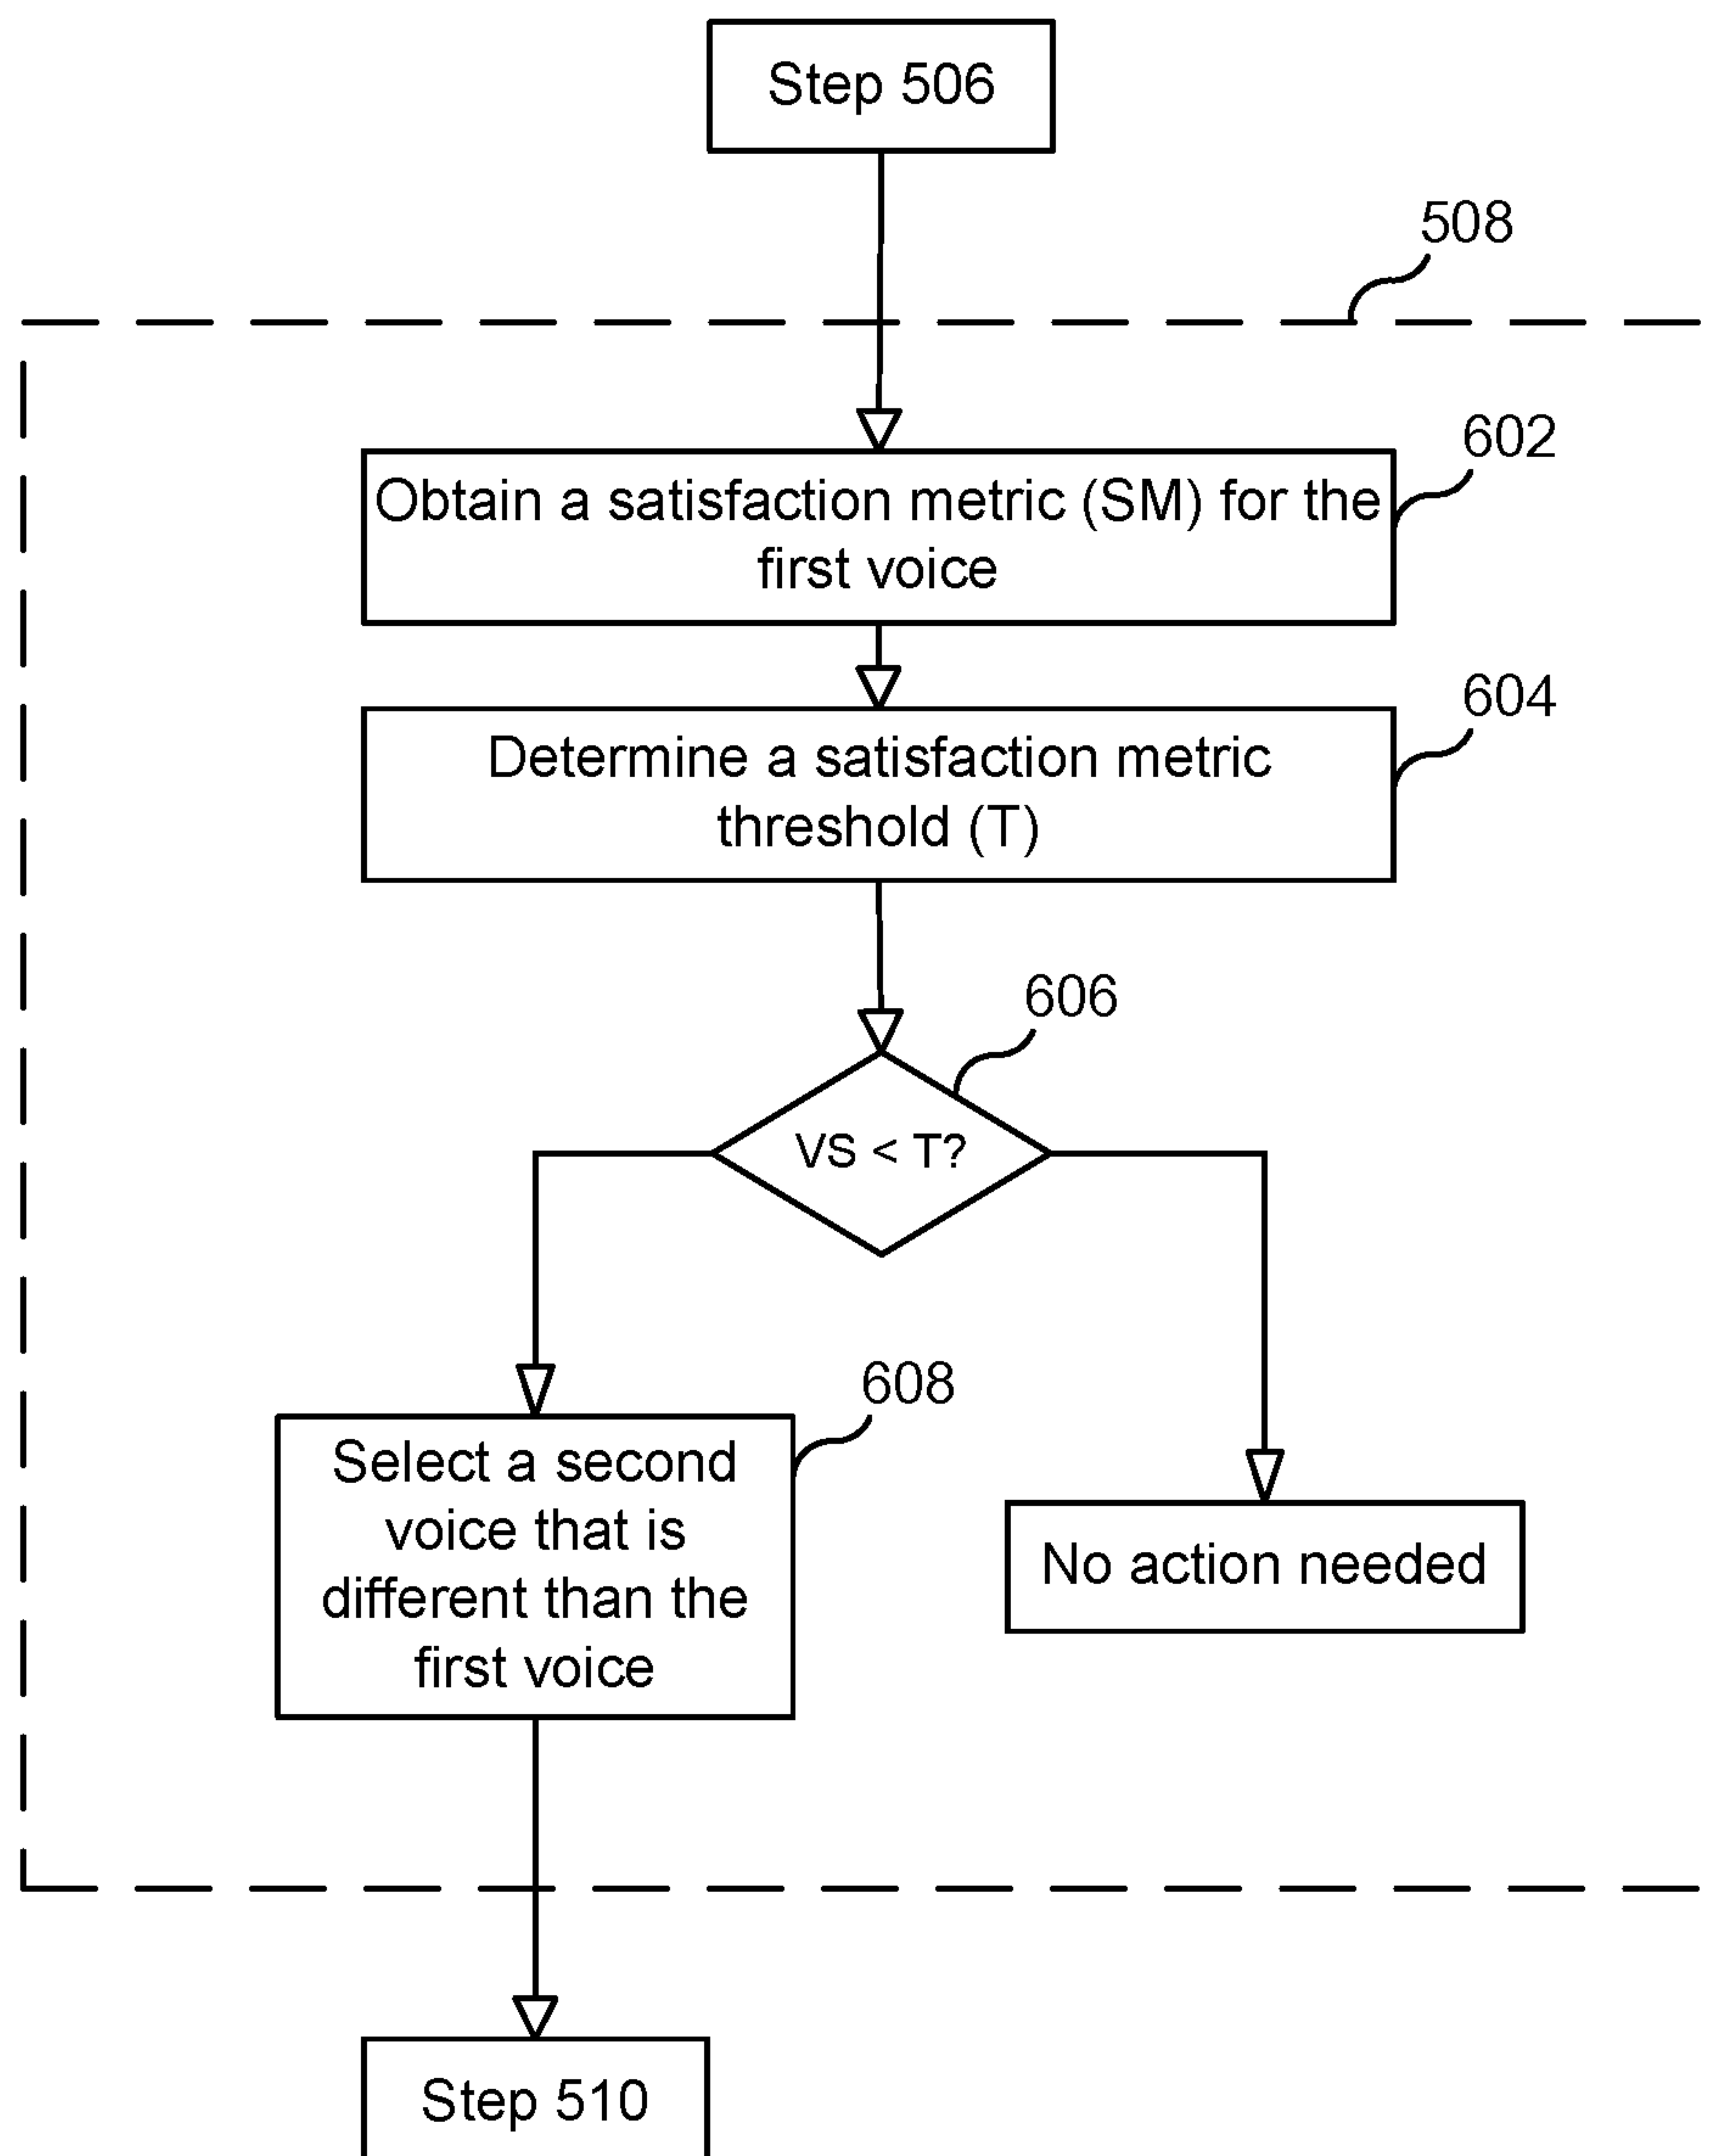 Step 506
508
602
Obtain a satisfaction metric (SM) for the
first voice
604
Determine a satisfaction metric
threshold (T)
606
VS < T?
608
Select a second
voice that is
different than the
first voice
No action needed
Step 510